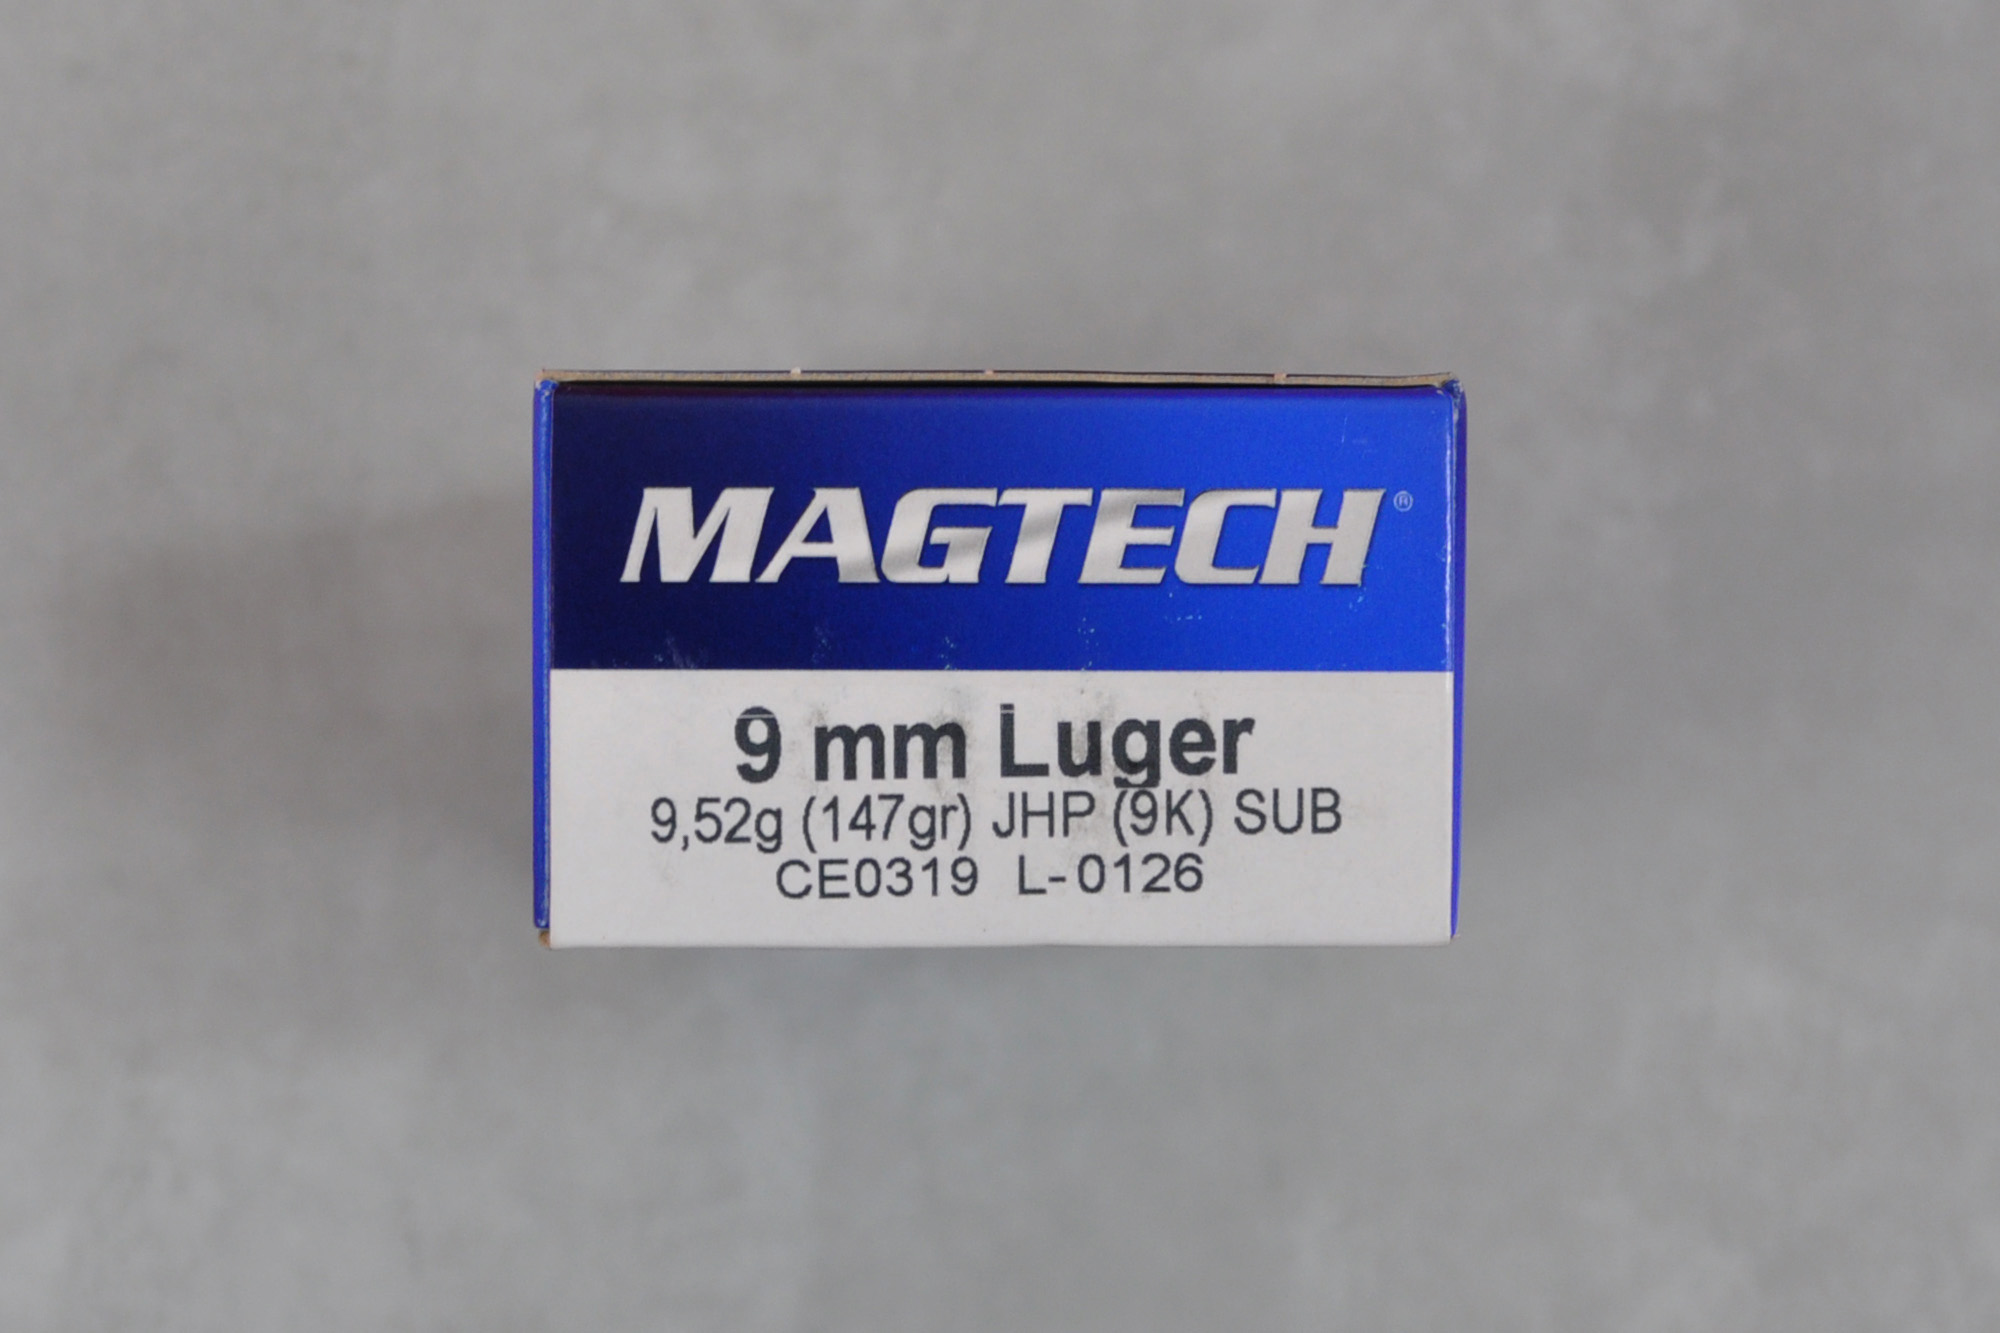 MAGTECH®
9 mm Luger
9,52g (147gr) JHP (9K) SUB
CE0319 L-0126